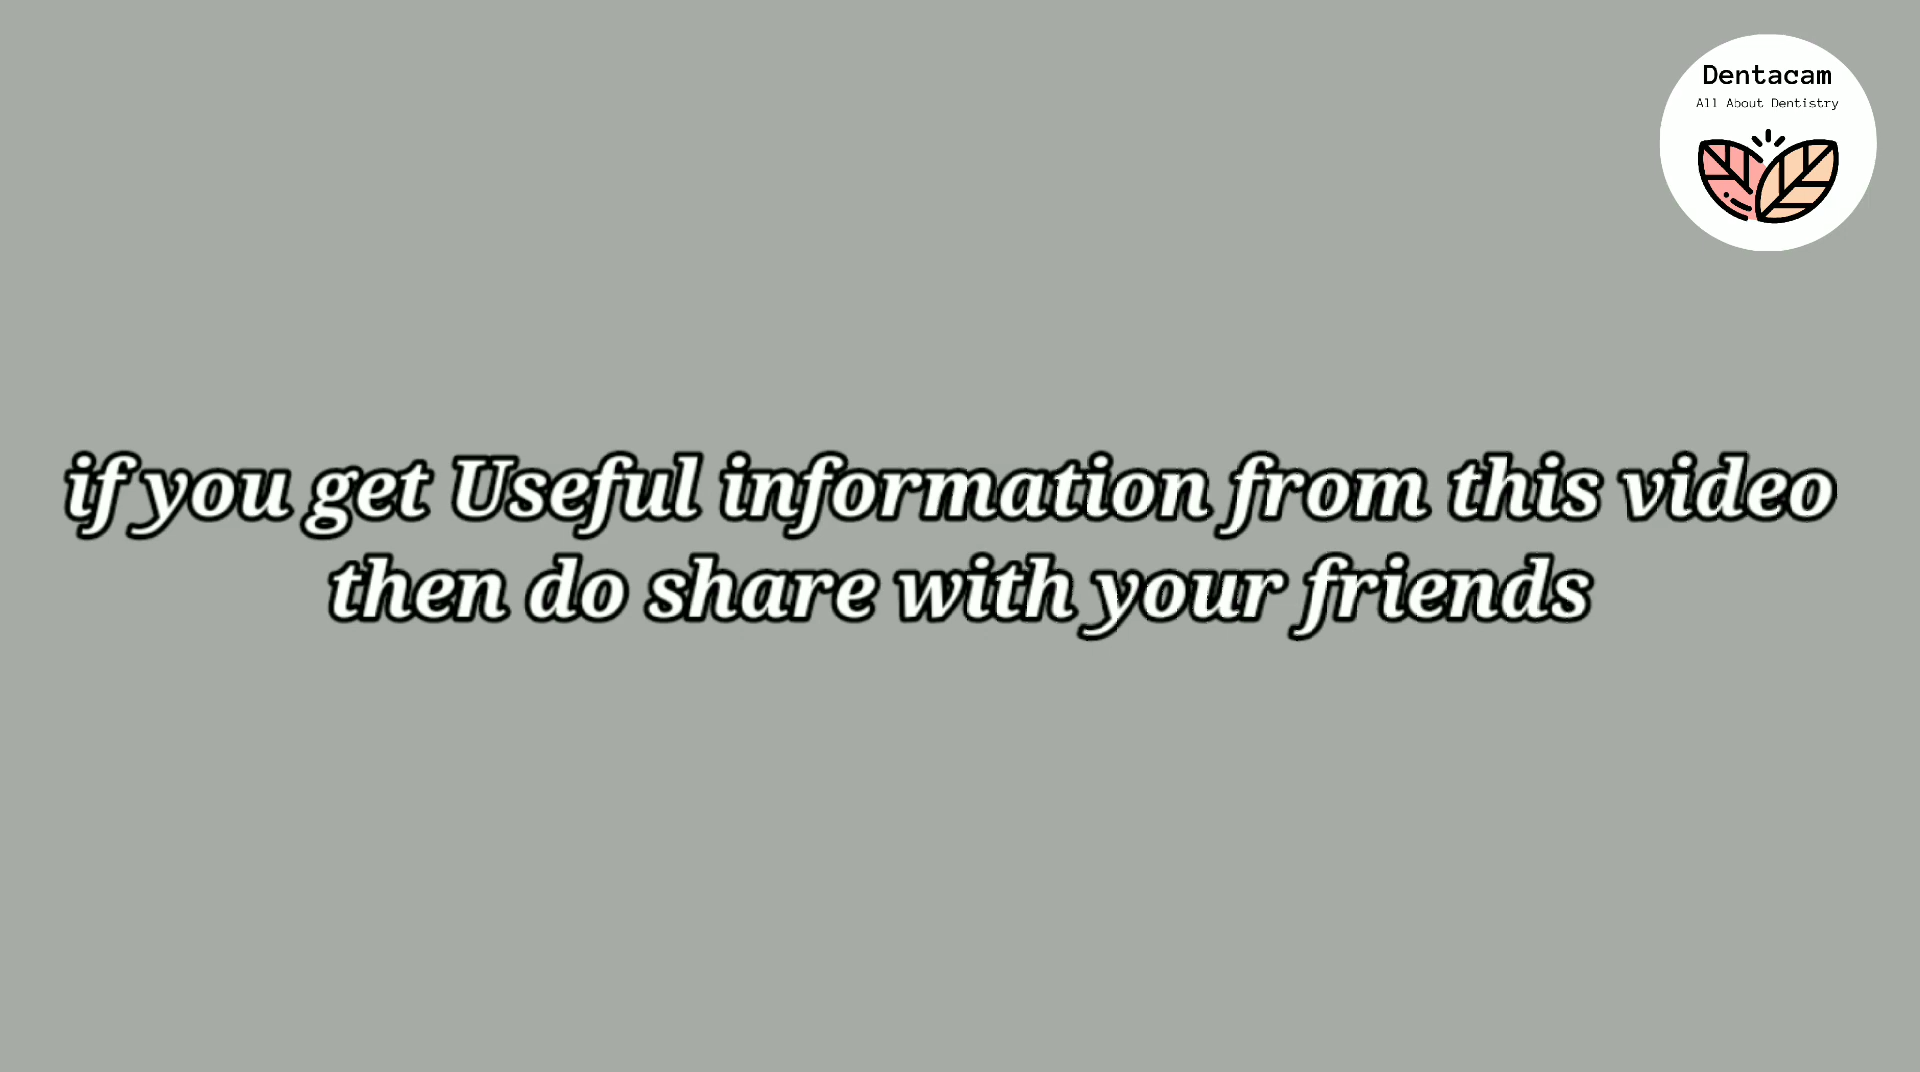 Dentacam
All About Dentistry
if you get Useful information from this video
then do share with your friends